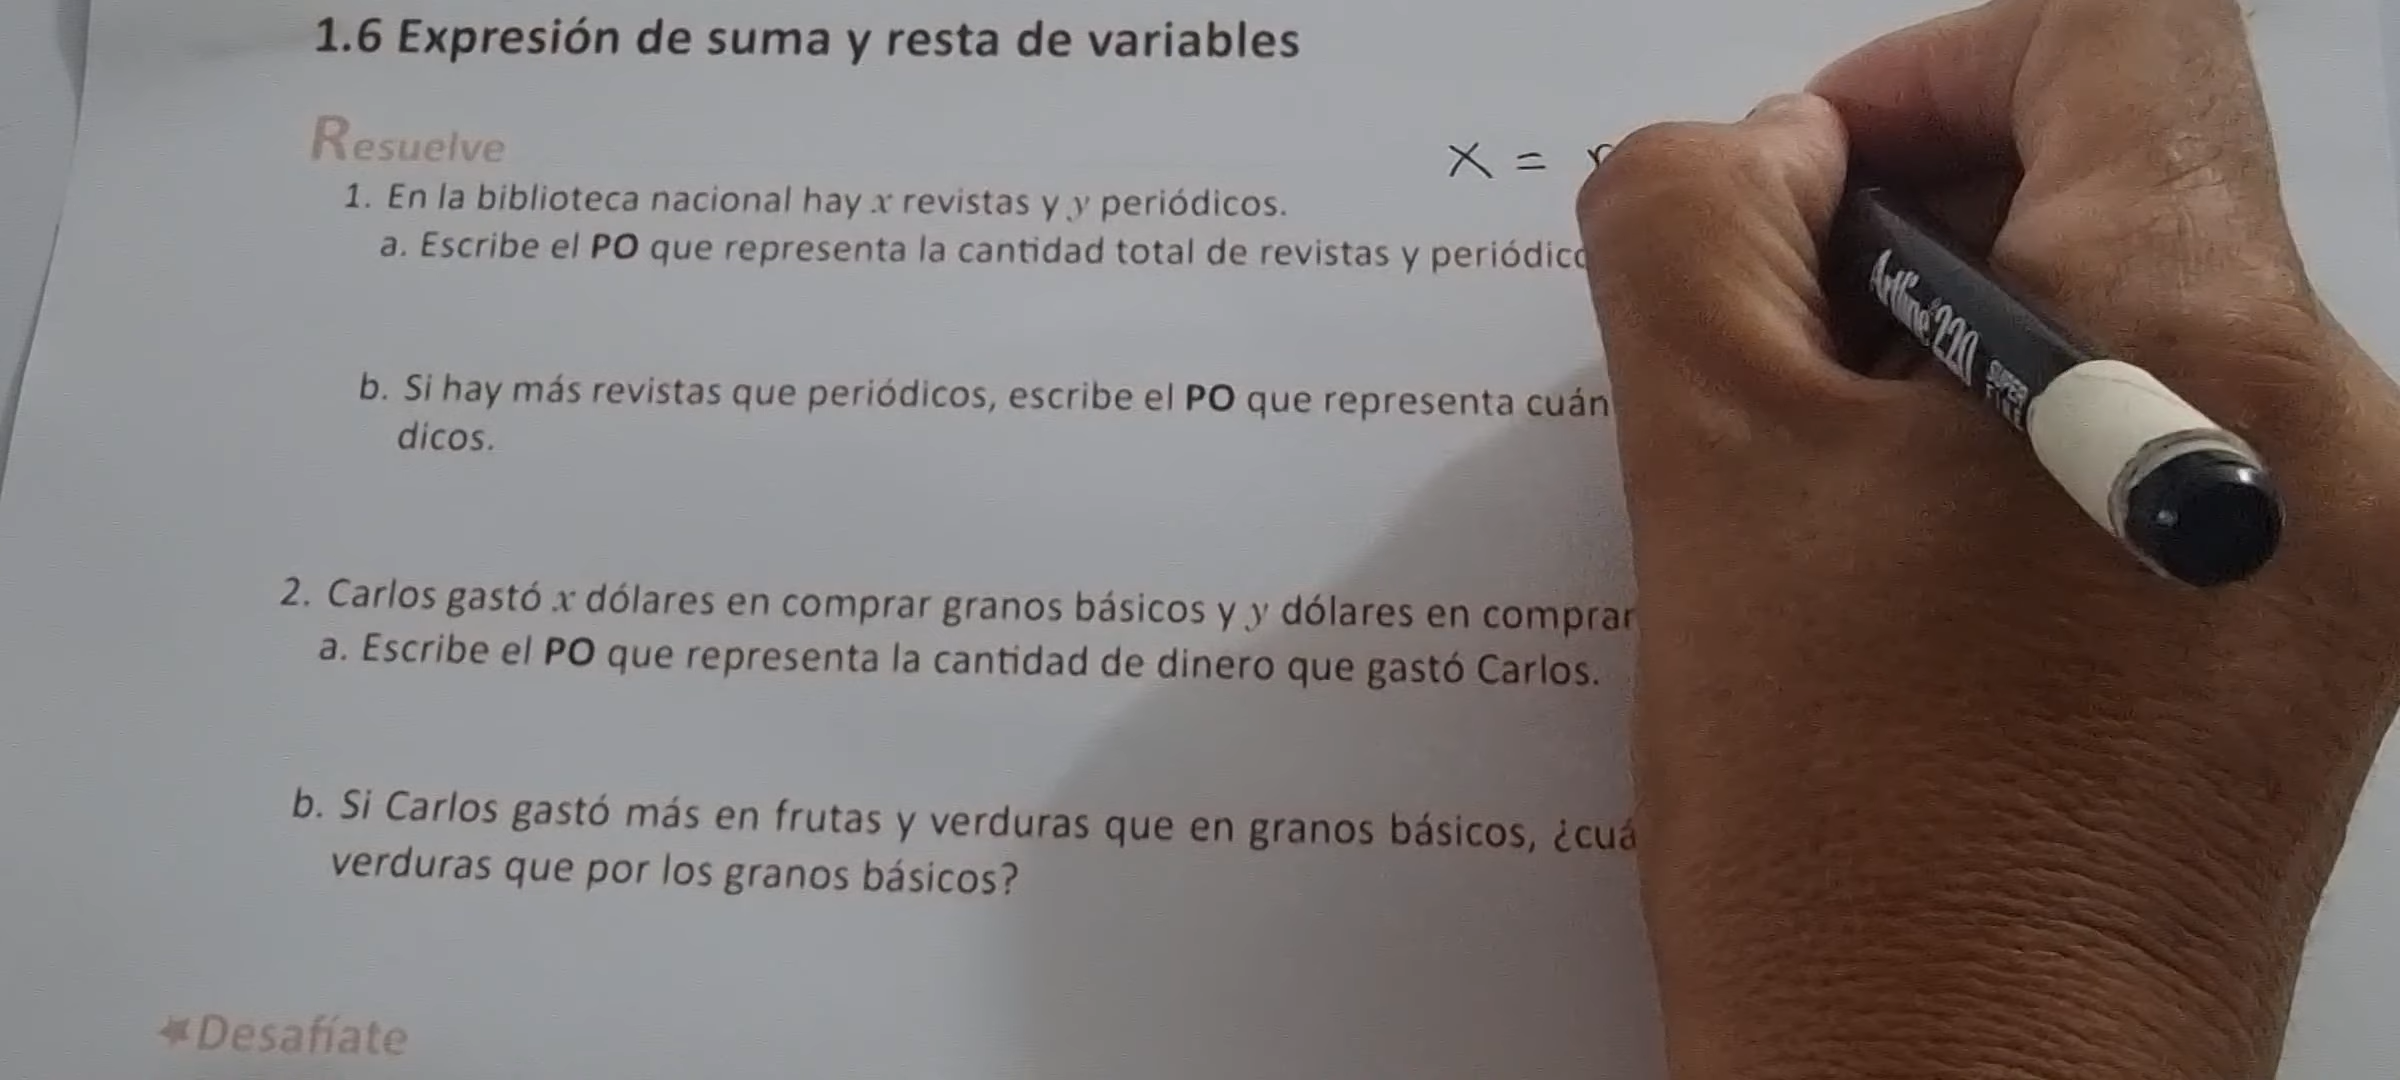 1.6 Expresión de suma y resta de variables
Resuelve
x =
1. En la biblioteca nacional hay x revistas y y periódicos.
a. Escribe el PO que representa la cantidad total de revistas y
b. Si hay más revistas que periódicos, escribe el PO que representa
dicos.
2. Carlos gastó x dólares en comprar granos básicos y y dólares en comprar
a. Escribe el PO que representa la cantidad de dinero que gastó Carlos.
b. Si Carlos gastó más en frutas y verduras que en granos básicos,
verduras que por los granos básicos?
Desafíate
Artline 220 SUPER